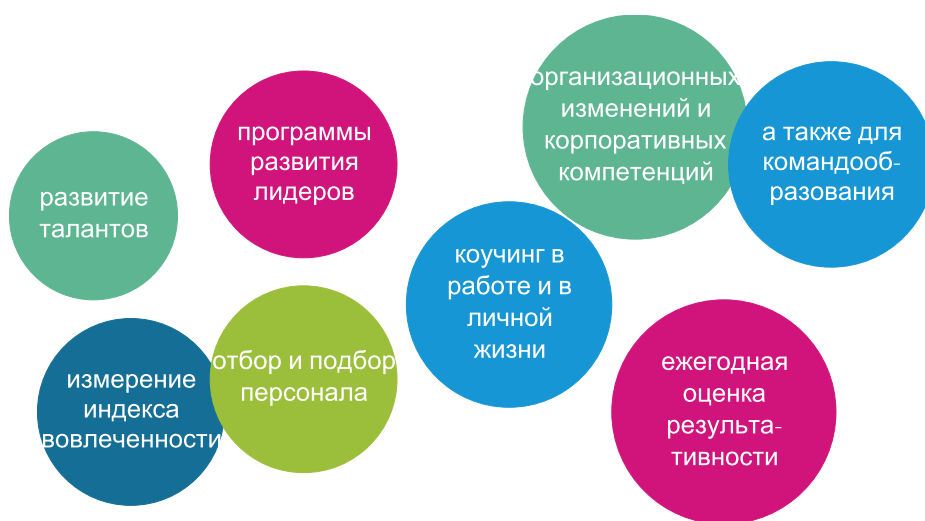 развитие
талантов
программы
развития
лидеров
организационных
изменений и
корпоративных
компетенций
а также для
командооб-
разования
коучинг в
работе и в
личной
жизни
измерение
индекса
вовлеченности
отбор и подбор
персонала
ежегодная
оценка
результа-
тивности